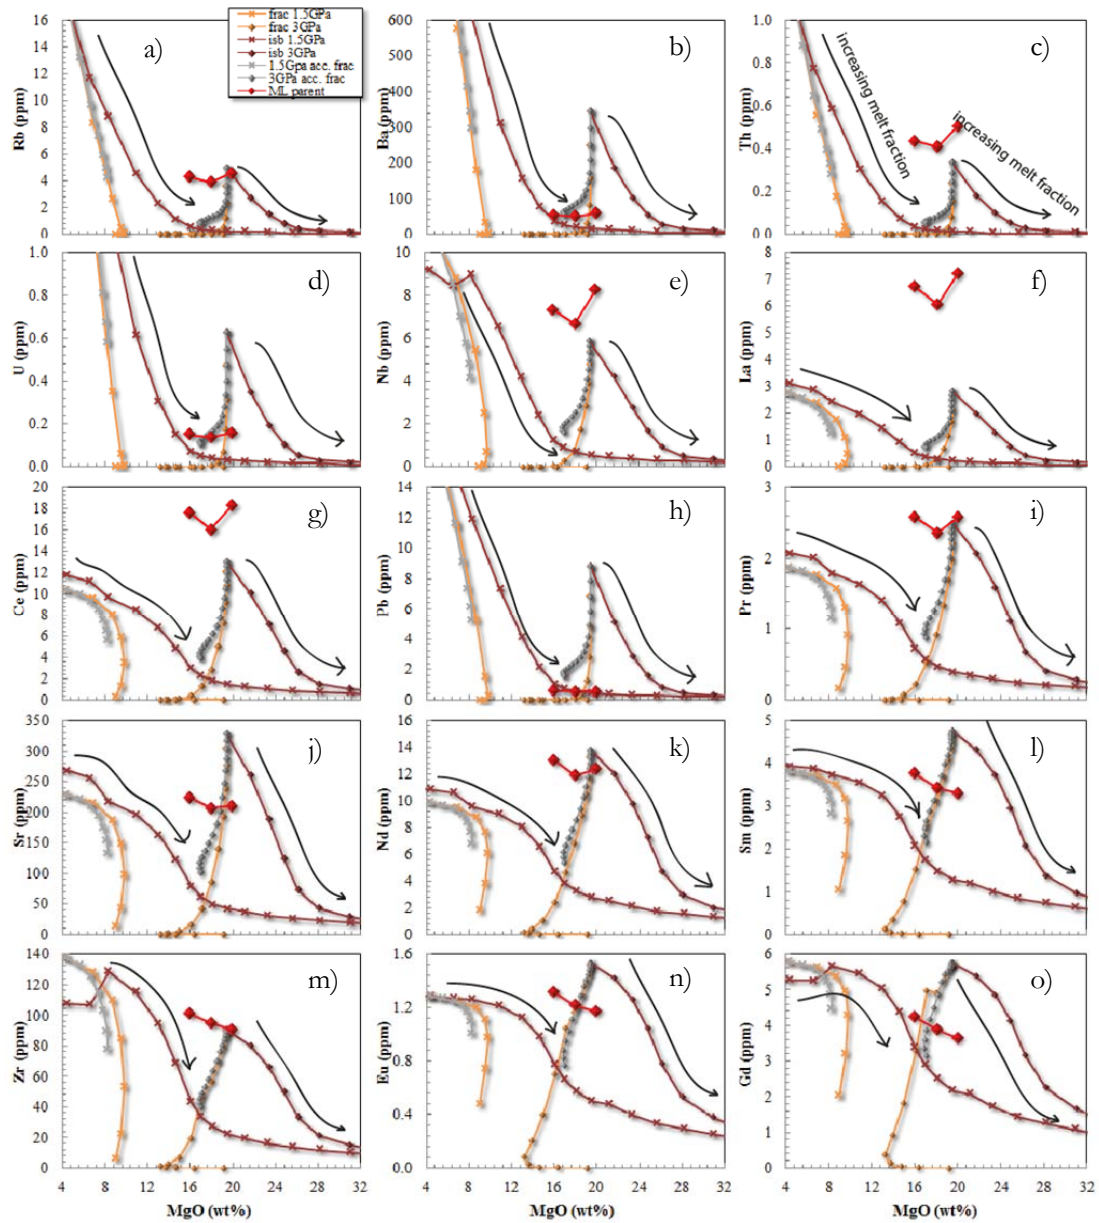 frac 1.5GPa
frac 3GPa
isb 1.5GPa
isb 3GPa
1.5Gpa acc. frac
3GPa acc. frac
ML parent
16
14
12
10
8
6
4
2
0
Rb (ppm)
a)
600
500
400
300
200
100
0
Ba (ppm)
b)
1.0
0.8
0.6
0.4
0.2
0.0
Th (ppm)
c)
increasing melt fraction
increasing melt fraction
1.0
0.8
0.6
0.4
0.2
0.0
U (ppm)
d)
10
8
6
4
2
0
Nb (ppm)
e)
8
7
6
5
4
3
2
1
0
La (ppm)
f)
20
18
16
14
12
10
8
6
4
2
0
Ce (ppm)
g)
14
12
10
8
6
4
2
0
Pb (ppm)
h)
3
2
1
0
Pr (ppm)
i)
350
300
250
200
150
100
50
0
Sr (ppm)
j)
16
14
12
10
8
6
4
2
0
Nd (ppm)
k)
5
4
3
2
1
0
Sm (ppm)
l)
140
120
100
80
60
40
20
0
Zr (ppm)
m)
4 8 12 16 20 24 28 32
MgO (wt%)
1.6
1.2
0.8
0.4
0.0
Eu (ppm)
n)
4 8 12 16 20 24 28 32
MgO (wt%)
6
5
4
3
2
1
0
Gd (ppm)
o)
4 8 12 16 20 24 28 32
MgO (wt%)